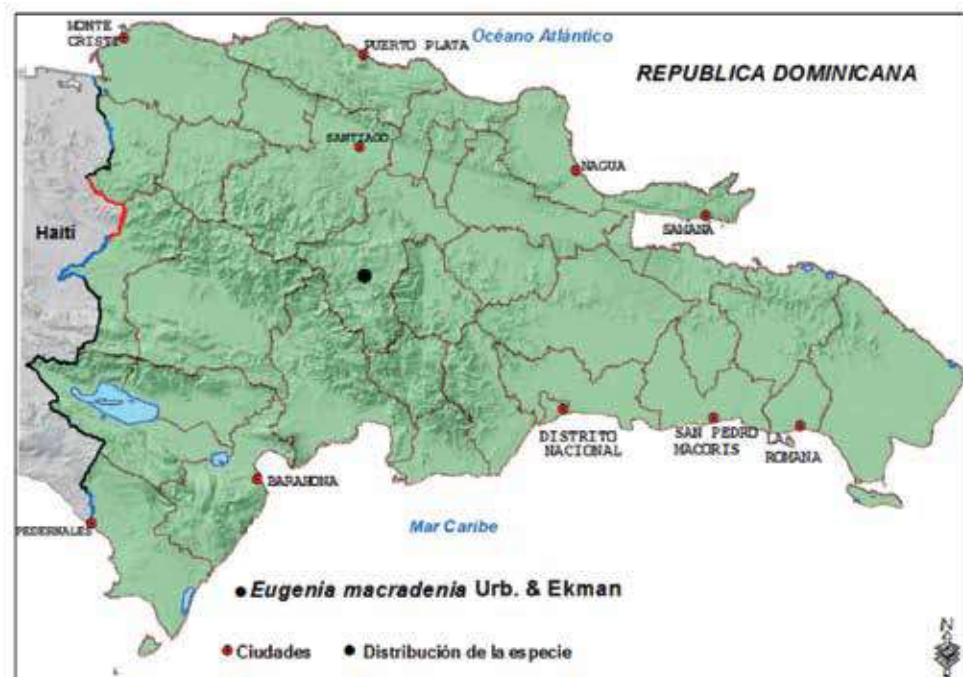 MONTE
CRISTI
PUERTO PLATA
Océano Atlántico
REPUBLICA DOMINICANA
SANTIAGO
NAGUA
SAMANA
Haití
DISTRITO
NACIONAL
SAN PEDRO
MACORIS
LA
ROMANA
BARAHONA
PEDERNALES
Mar Caribe
Eugenia macradenia Urb. & Ekman
Ciudades
Distribución de la especie
N